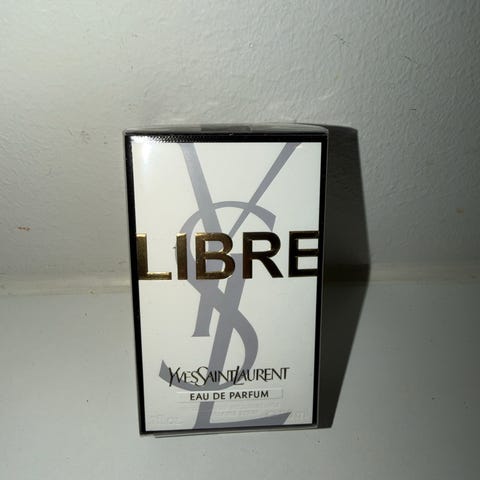 LIBRE
YVESSAINTLAURENT
EAU DE PARFUM